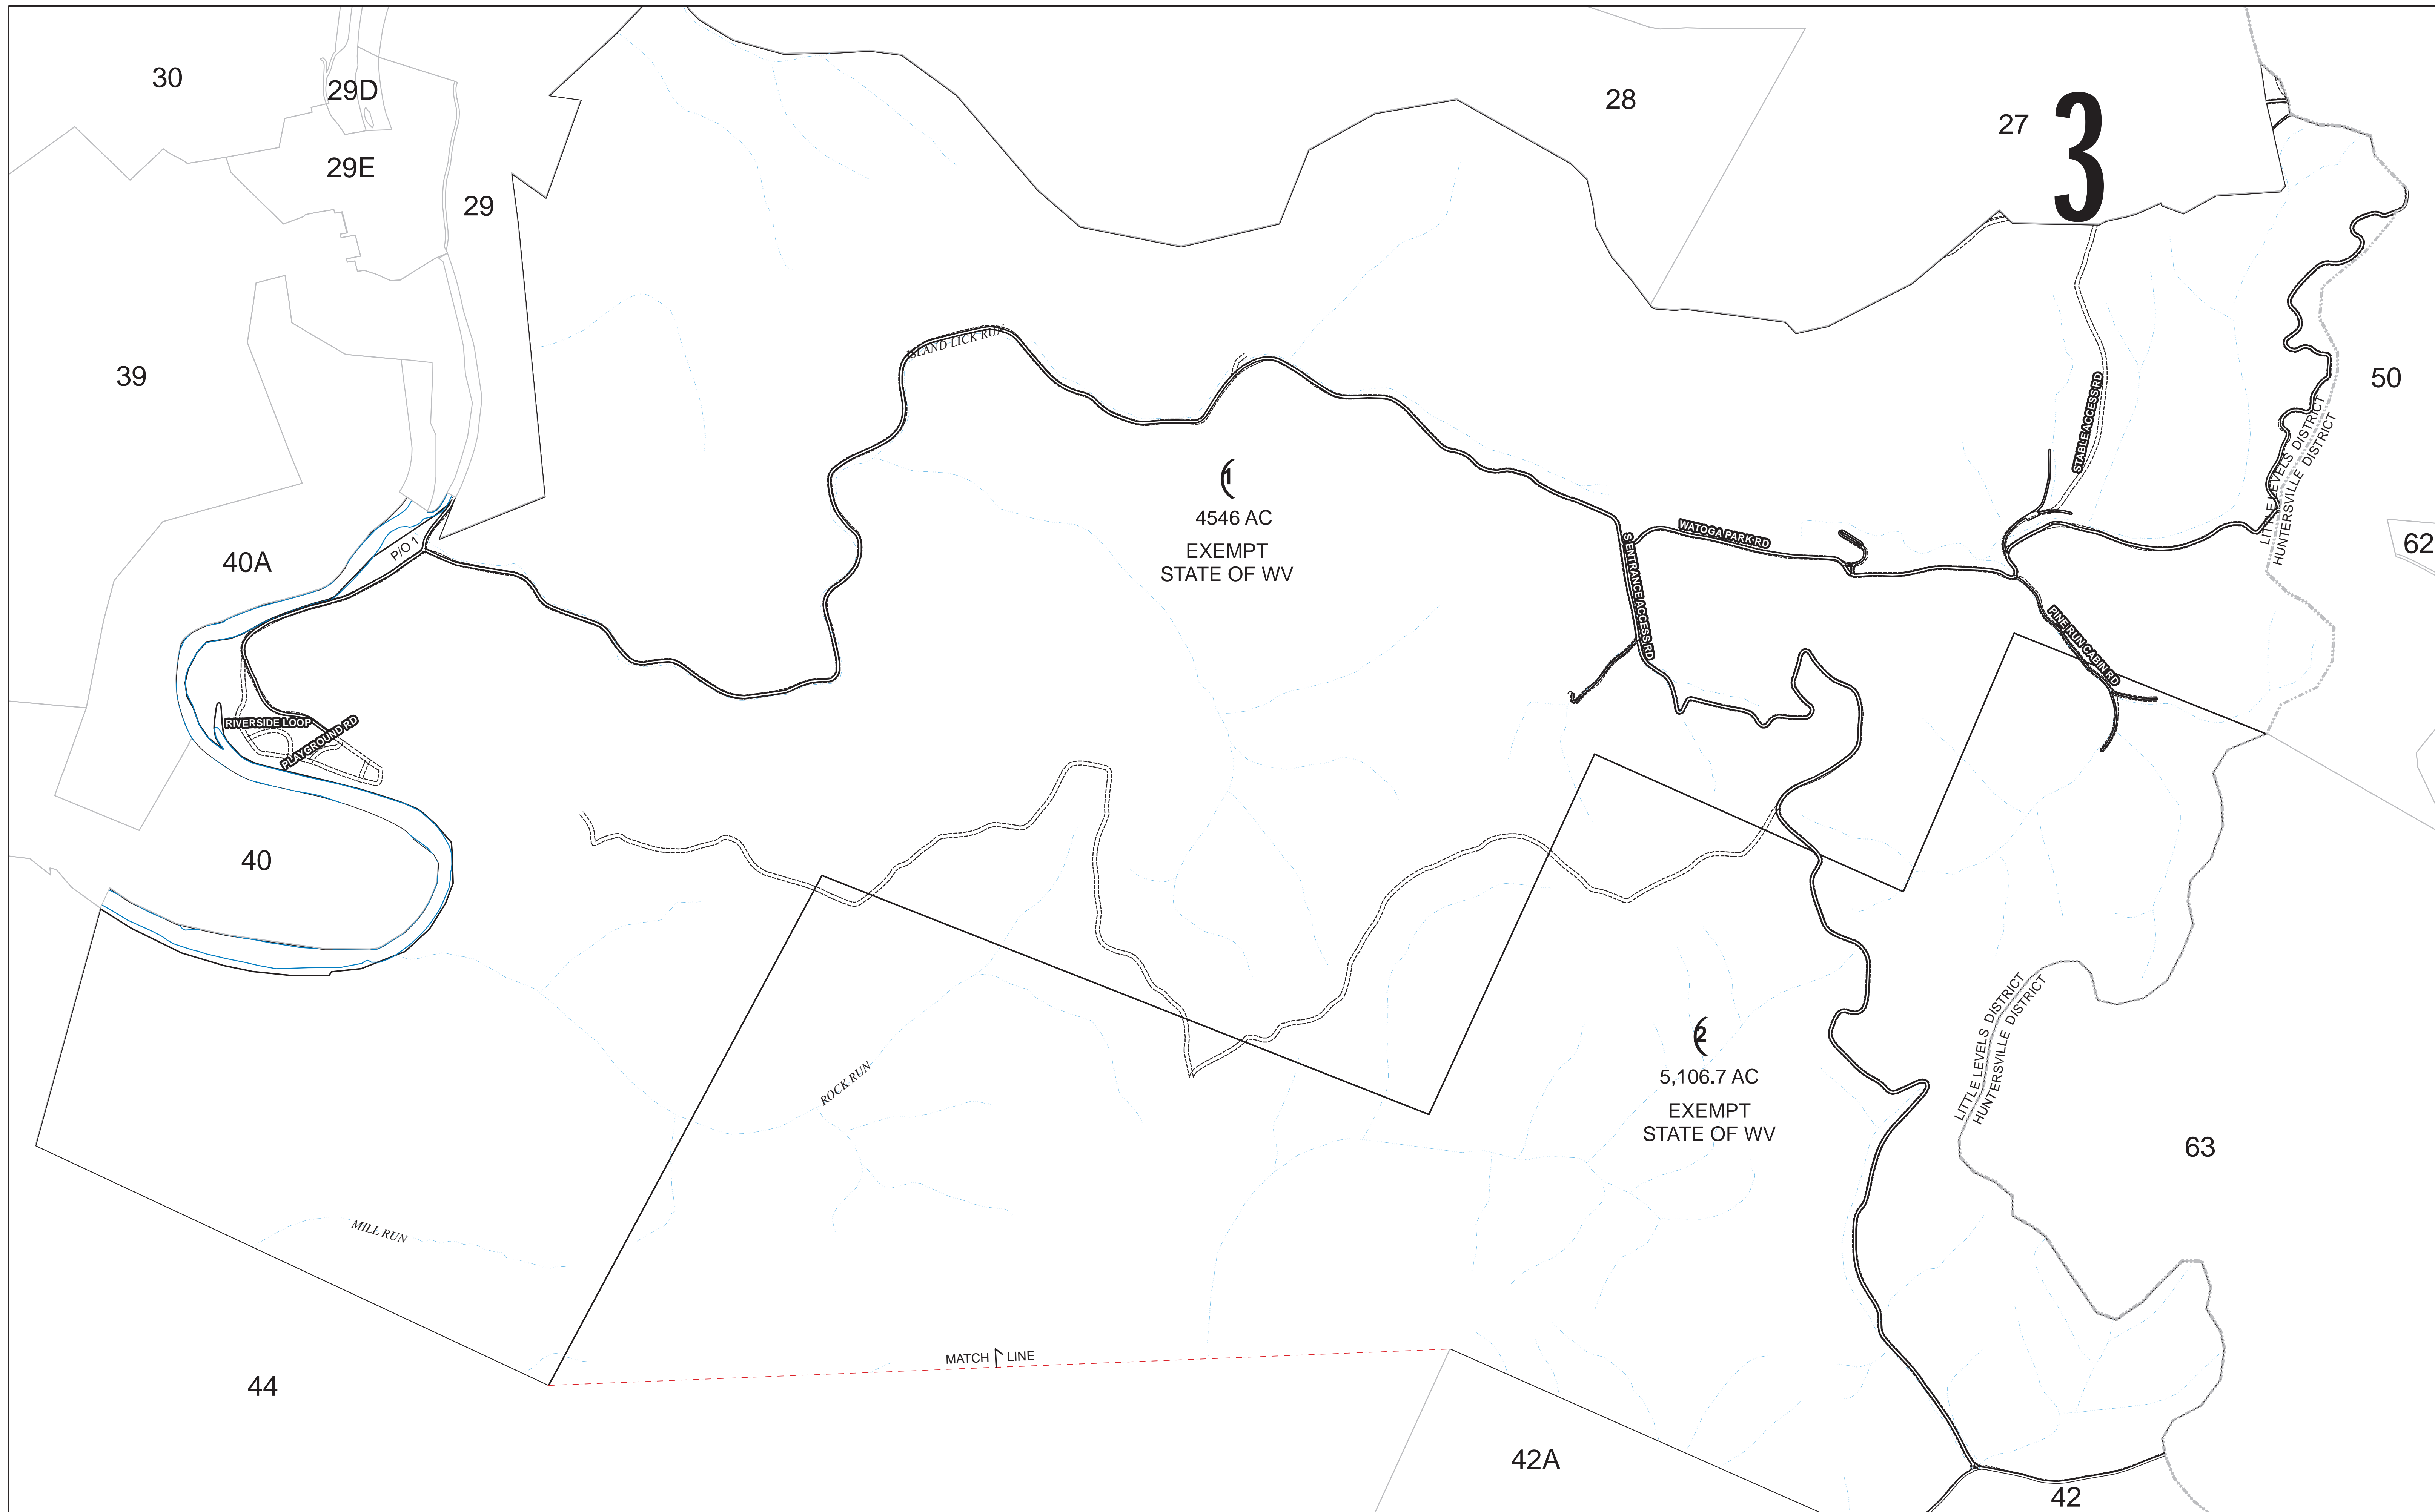 30
29D
28
27
3
29E
29
ISLAND LICK RUN
39
50
STABLE ACCESS RD
LITTLE LEVELS DISTRICT
HUNTERSVILLE DISTRICT
1
4546 AC
EXEMPT
STATE OF WV
WATOGA PARK RD
S ENTRANCE ACCESS RD
62
P/O 1
40A
PINE RUN CABIN RD
RIVERSIDE LOOP
PLAYGROUND RD
40
LITTLE LEVELS DISTRICT
HUNTERSVILLE DISTRICT
2
5,106.7 AC
EXEMPT
STATE OF WV
ROCK RUN
63
MILL RUN
MATCH LINE
44
42A
42